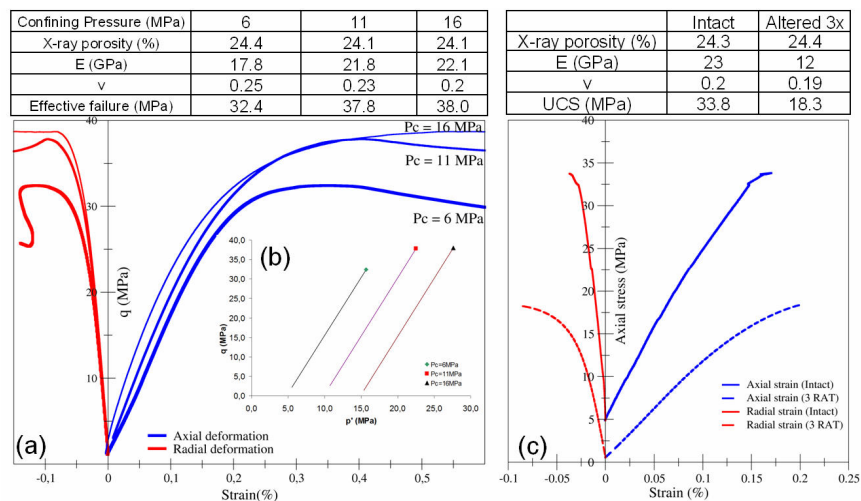 Confining Pressure (MPa) 6 11 16
X-ray porosity (%) 24.4 24.1 24.1
E (GPa) 17.8 21.8 22.1
ν 0.25 0.23 0.2
Effective failure (MPa) 32.4 37.8 38.0
Intact Altered 3x
X-ray porosity (%) 24.3 24.4
E (GPa) 23 12
ν 0.2 0.19
UCS (MPa) 33.8 18.3
40
30
20
10
q (MPa)
Pc = 16 MPa
Pc = 11 MPa
Pc = 6 MPa
(b)
40,0
35,0
30,0
25,0
20,0
15,0
10,0
5,0
0,0
q (MPa)
Pc=6MPa
Pc=11MPa
Pc=16MPa
0,0 5,0 10,0 15,0 20,0 25,0 30,0
p' (MPa)
(a)
Axial deformation
Radial deformation
-0.1 0 0.1 0.2 0.3 0.4 0.5
Strain(%)
40
35
30
25
20
15
10
5
Axial stress (MPa)
Axial strain (Intact)
Axial strain (3 RAT)
Radial strain (Intact)
Radial strain (3 RAT)
(c)
-0.1 -0.05 0 0.05 0.1 0.15 0.2 0.25
Strain (%)